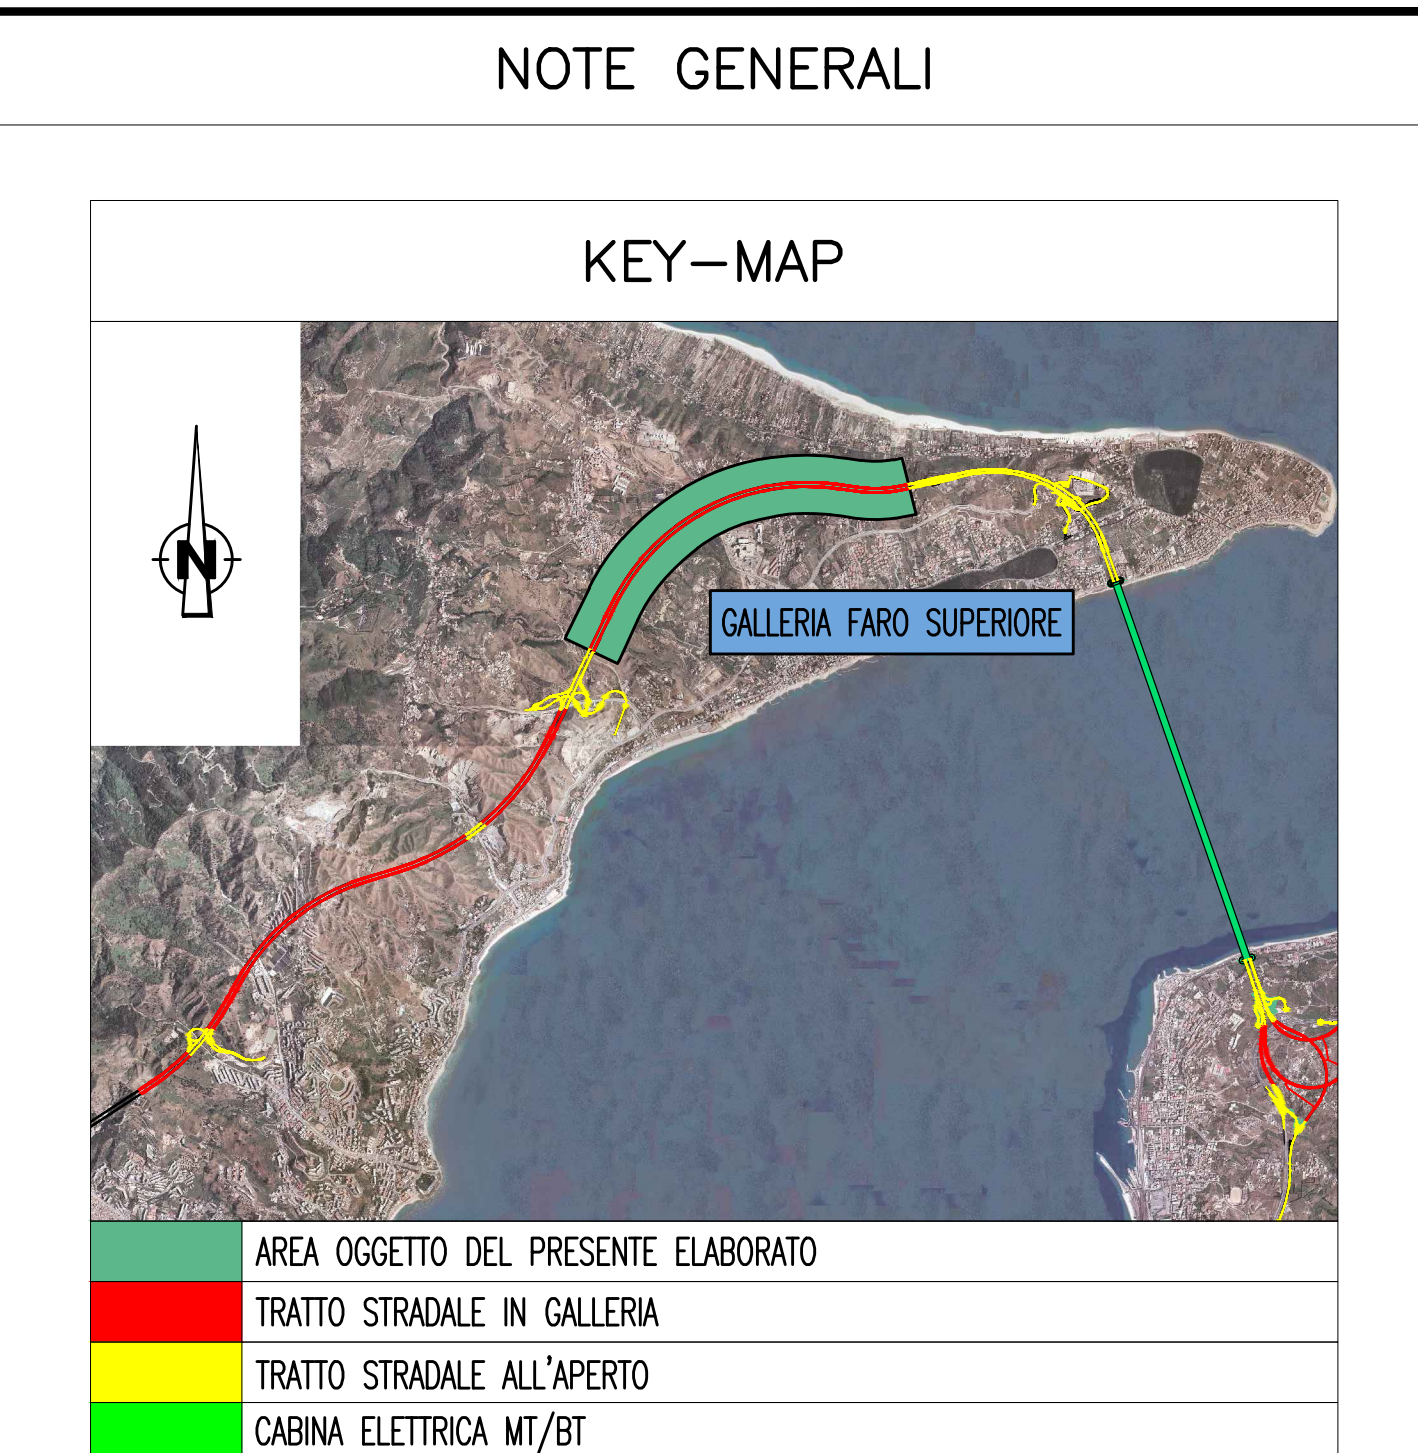 NOTE GENERALI
KEY-MAP
N
GALLERIA FARO SUPERIORE
AREA OGGETTO DEL PRESENTE ELABORATO
TRATTO STRADALE IN GALLERIA
TRATTO STRADALE ALL'APERTO
CABINA ELETTRICA MT/BT